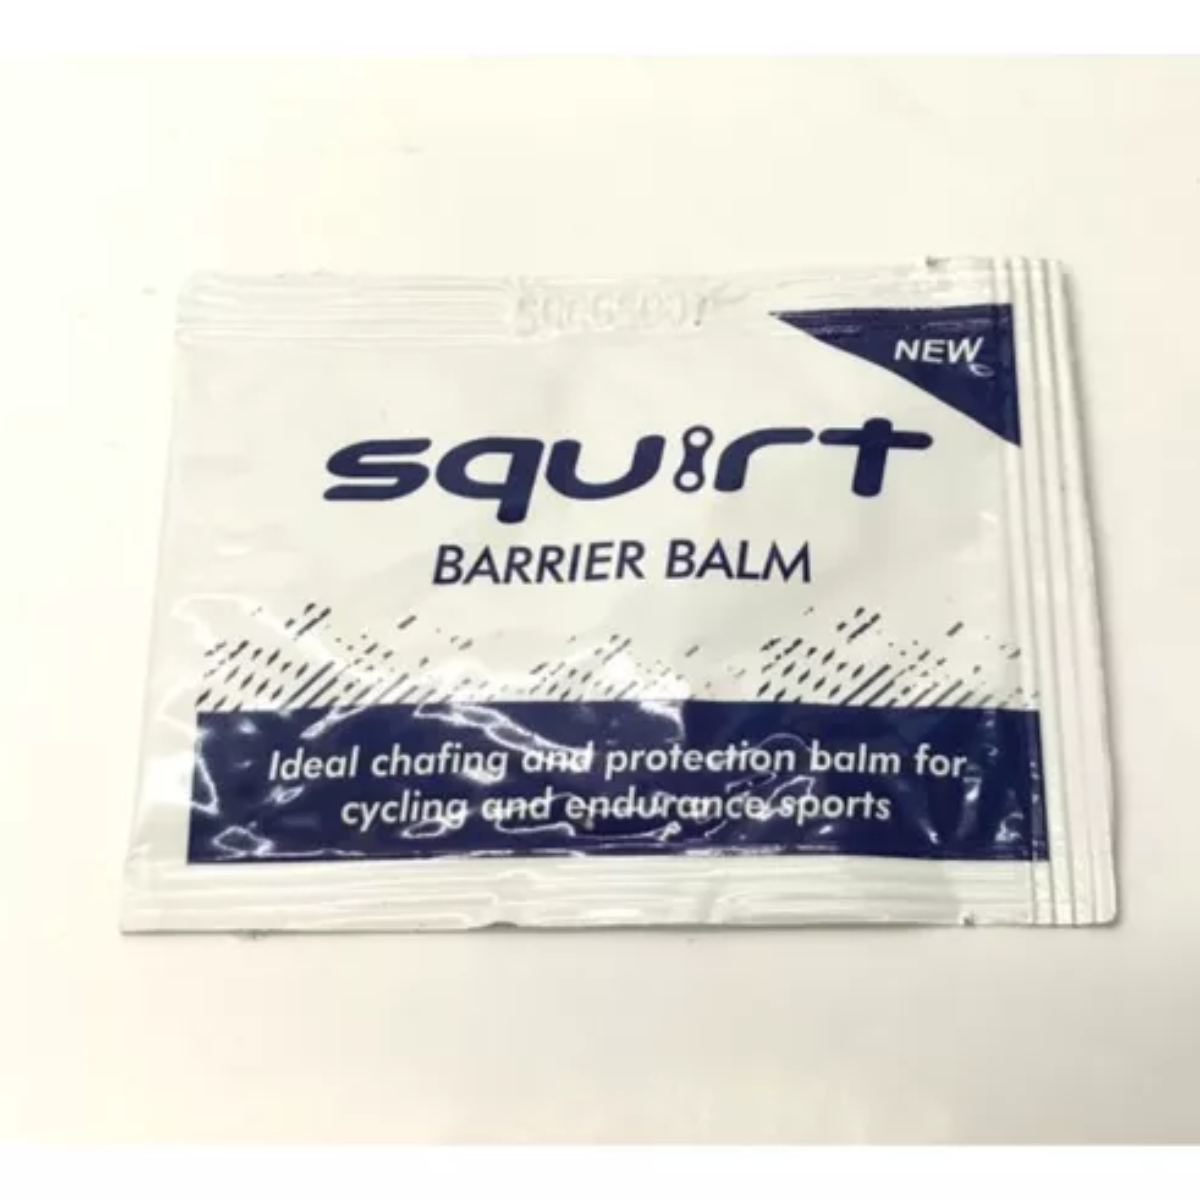 NEW
squirt
BARRIER BALM
Ideal chafing and protection balm for
cycling and endurance sports